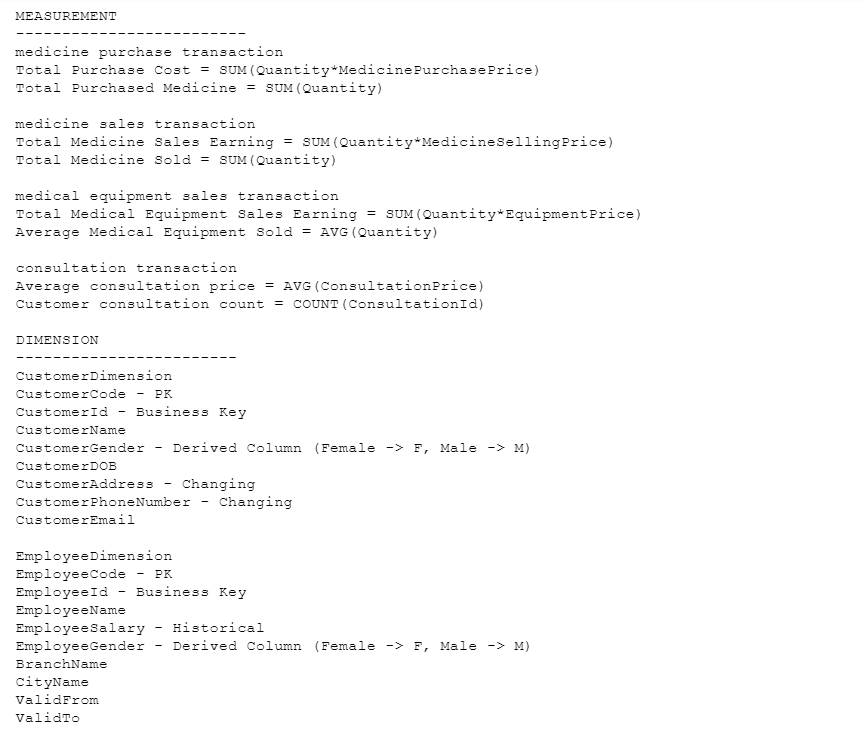 MEASUREMENT
-------------------------
medicine purchase transaction
Total Purchase Cost = SUM(Quantity*MedicinePurchasePrice)
Total Purchased Medicine = SUM(Quantity)

medicine sales transaction
Total Medicine Sales Earning = SUM(Quantity*MedicineSellingPrice)
Total Medicine Sold = SUM(Quantity)

medical equipment sales transaction
Total Medical Equipment Sales Earning = SUM(Quantity*EquipmentPrice)
Average Medical Equipment Sold = AVG(Quantity)

consultation transaction
Average consultation price = AVG(ConsultationPrice)
Customer consultation count = COUNT(ConsultationId)

DIMENSION
------------------------
CustomerDimension
CustomerCode - PK
CustomerId - Business Key
CustomerName
CustomerGender - Derived Column (Female -> F, Male -> M)
CustomerDOB
CustomerAddress - Changing
CustomerPhoneNumber - Changing
CustomerEmail

EmployeeDimension
EmployeeCode - PK
EmployeeId - Business Key
EmployeeName
EmployeeSalary - Historical
EmployeeGender - Derived Column (Female -> F, Male -> M)
BranchName
CityName
ValidFrom
ValidTo